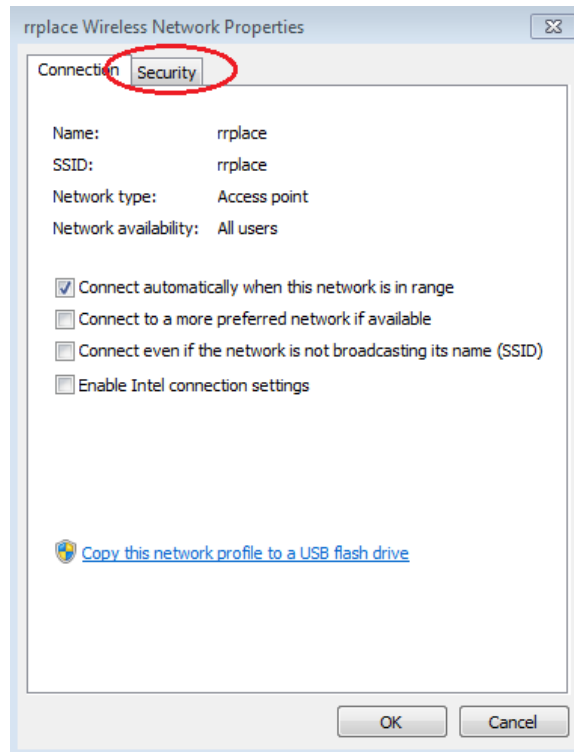 rrplace Wireless Network Properties
Connection Security
Name: rrplace
SSID: rrplace
Network type: Access point
Network availability: All users
Connect automatically when this network is in range
Connect to a more preferred network if available
Connect even if the network is not broadcasting its name (SSID)
Enable Intel connection settings
Copy this network profile to a USB flash drive
OK Cancel